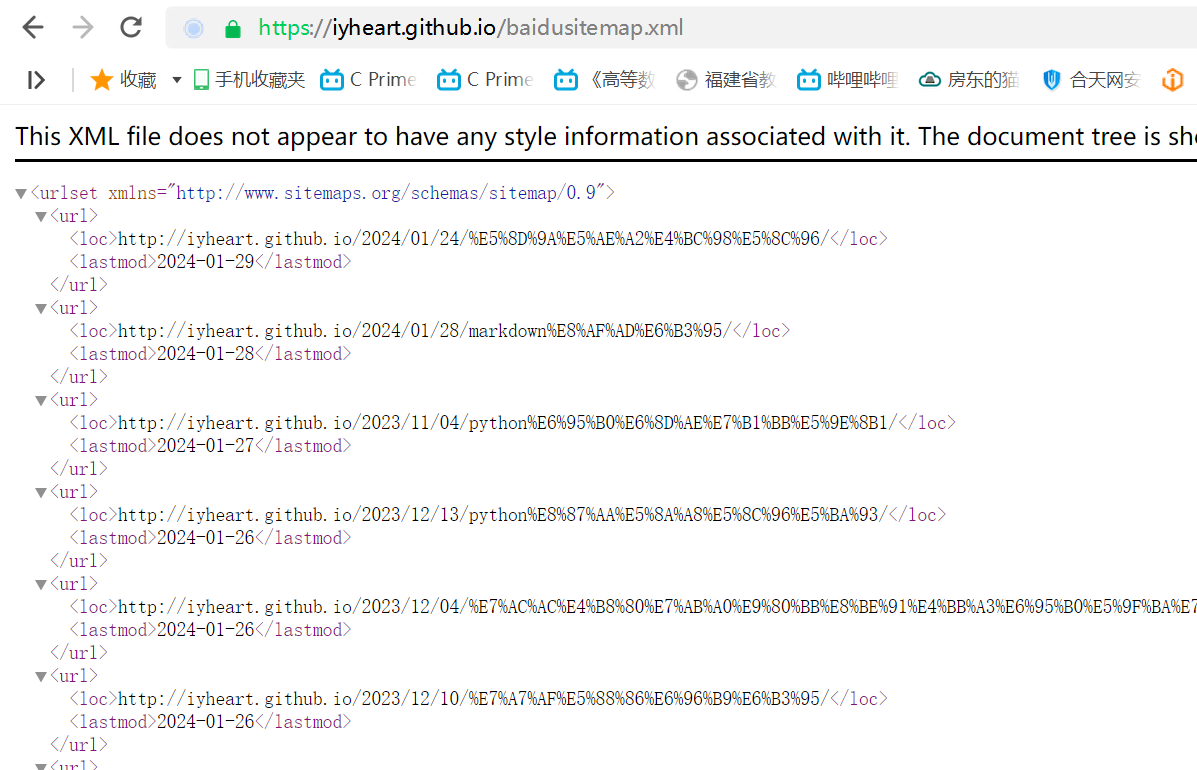 https://iyheart.github.io/baidusitemap.xml
收藏 手机收藏夹 C Prime C Prime 《高等数 福建省教 哔哩哔哩 房东的猫 合天网安
This XML file does not appear to have any style information associated with it. The document tree is sho
▼<urlset xmlns="http://www.sitemaps.org/schemas/sitemap/0.9">
▼<url>
<loc>http://iyheart.github.io/2024/01/24/%E5%8D%9A%E5%AE%A2%E4%BC%98%E5%8C%96/</loc>
<lastmod>2024-01-29</lastmod>
</url>
▼<url>
<loc>http://iyheart.github.io/2024/01/28/markdown%E8%AF%AD%E6%B3%95/</loc>
<lastmod>2024-01-28</lastmod>
</url>
▼<url>
<loc>http://iyheart.github.io/2023/11/04/python%E6%95%B0%E6%8D%AE%E7%B1%BB%E5%9E%8B1/</loc>
<lastmod>2024-01-27</lastmod>
</url>
▼<url>
<loc>http://iyheart.github.io/2023/12/13/python%E8%87%AA%E5%8A%A8%E5%8C%96%E5%BA%93/</loc>
<lastmod>2024-01-26</lastmod>
</url>
▼<url>
<loc>http://iyheart.github.io/2023/12/04/%E7%AC%AC%E4%B8%80%E7%AB%A0%E9%80%BB%E8%BE%91%E4%BB%A3%E6%95%B0%E5%9F%BA%E7
<lastmod>2024-01-26</lastmod>
</url>
▼<url>
<loc>http://iyheart.github.io/2023/12/10/%E7%A7%AF%E5%88%86%E6%96%B9%E6%B3%95/</loc>
<lastmod>2024-01-26</lastmod>
</url>
▼<url>